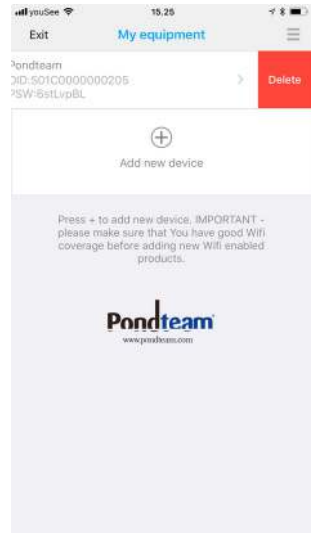 youSee 15.25
Exit My equipment
Pondteam
DID:S01C0000000205
PSW:6stLvpBL
Delete
Add new device
Press + to add new device. IMPORTANT -
please make sure that You have good Wifi
coverage before adding new Wifi enabled
products.
Pondteam
www.pondteam.com